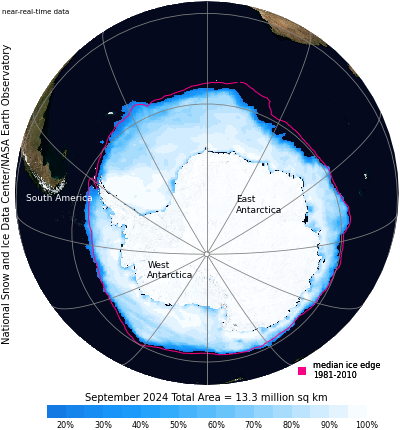 near-real-time data
National Snow and Ice Data Center/NASA Earth Observatory
South America
East
Antarctica
West
Antarctica
median ice edge
1981-2010
September 2024 Total Area = 13.3 million sq km
20% 30% 40% 50% 60% 70% 80% 90% 100%